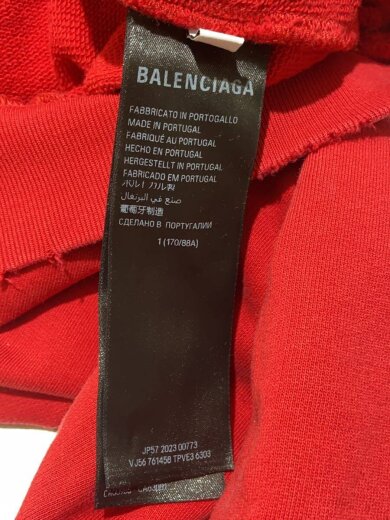 BALENCIAGA
FABBRICATO IN PORTOGALLO
MADE IN PORTUGAL
FABRIQUÉ AU PORTUGAL
HECHO EN PORTUGAL
HERGESTELLT IN PORTUGAL
FABRICADO EM PORTUGAL
ポルトガル製
صنع في البرتغال
葡萄牙制造
СДЕЛАНО В ПОРТУГАЛИИ
1 (170/88A)
JP57 2023 00773
VJ56 761458 TPVE3 6303